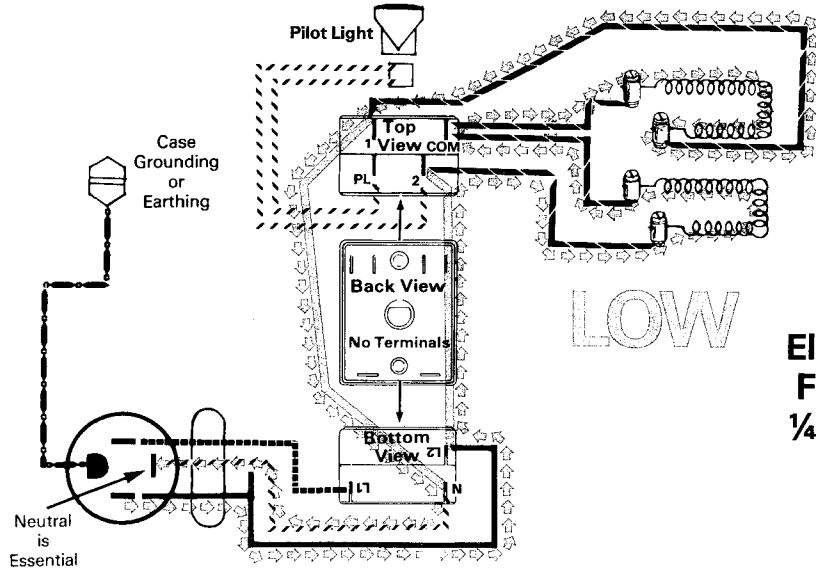 Pilot Light
Case
Grounding
or
Earthing
Top
1 View COM
PL 2
Back View
No Terminals
LOW
El
F
¼
Bottom
View L2
L1 N
Neutral
is
Essential